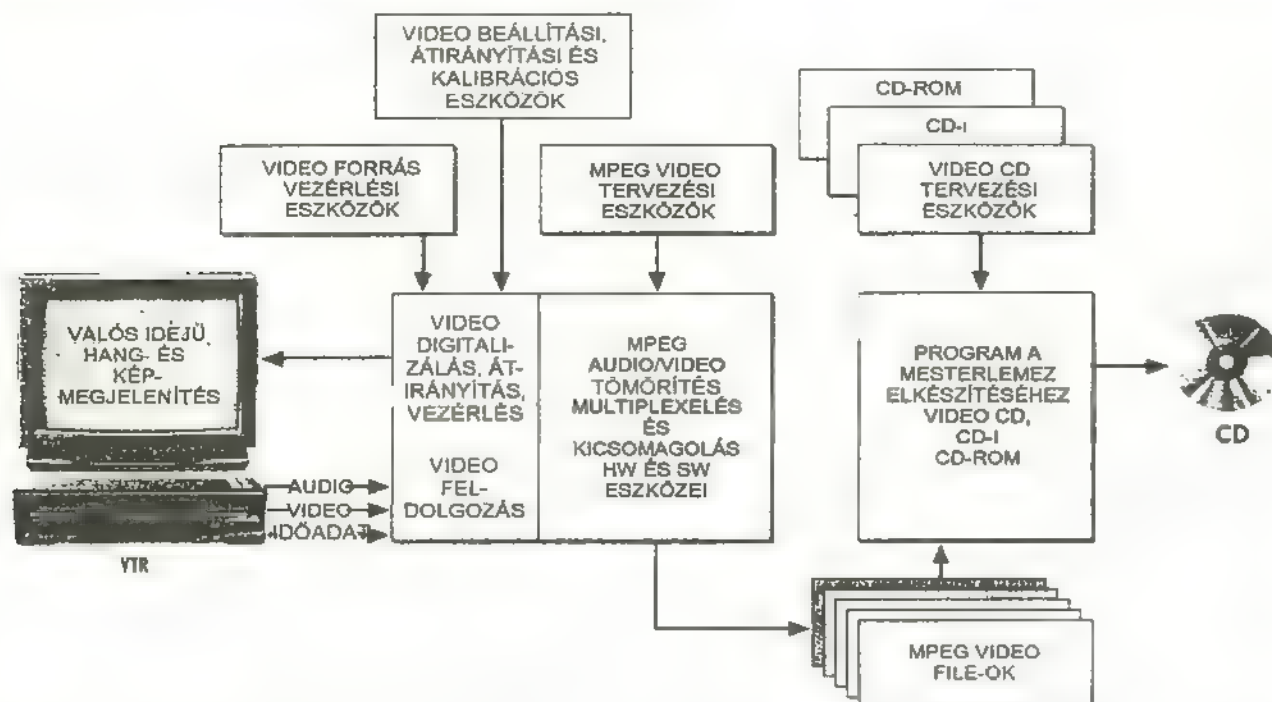 VIDEO BEÁLLÍTÁSI,
ÁTIRÁNYÍTÁSI ÉS
KALIBRÁCIÓS
ESZKÖZÖK
VIDEO FORRÁS
VEZÉRLÉSI
ESZKÖZÖK
MPEG VIDEO
TERVEZÉSI
ESZKÖZÖK
CD-ROM
CD-I
VIDEO CD
TERVEZÉSI
ESZKÖZÖK
VALÓS IDEJŰ,
HANG- ÉS
KÉP-
MEGJELENÍTÉS
VIDEO
DIGITALI-
ZÁLÁS, ÁT-
IRÁNYÍTÁS,
VEZÉRLÉS
VIDEO
FEL-
DOLGOZÁS
MPEG
AUDIO/VIDEO
TÖMÖRÍTÉS
MULTIPLEXELÉS
ÉS
KICSOMAGOLÁS
HW ÉS SW
ESZKÖZEI
PROGRAM A
MESTERLEMEZ
ELKÉSZÍTÉSÉHEZ
VIDEO CD,
CD-I
CD-ROM
CD
AUDIO
VIDEO
IDŐADAT
VTR
MPEG VIDEO
FILE-OK